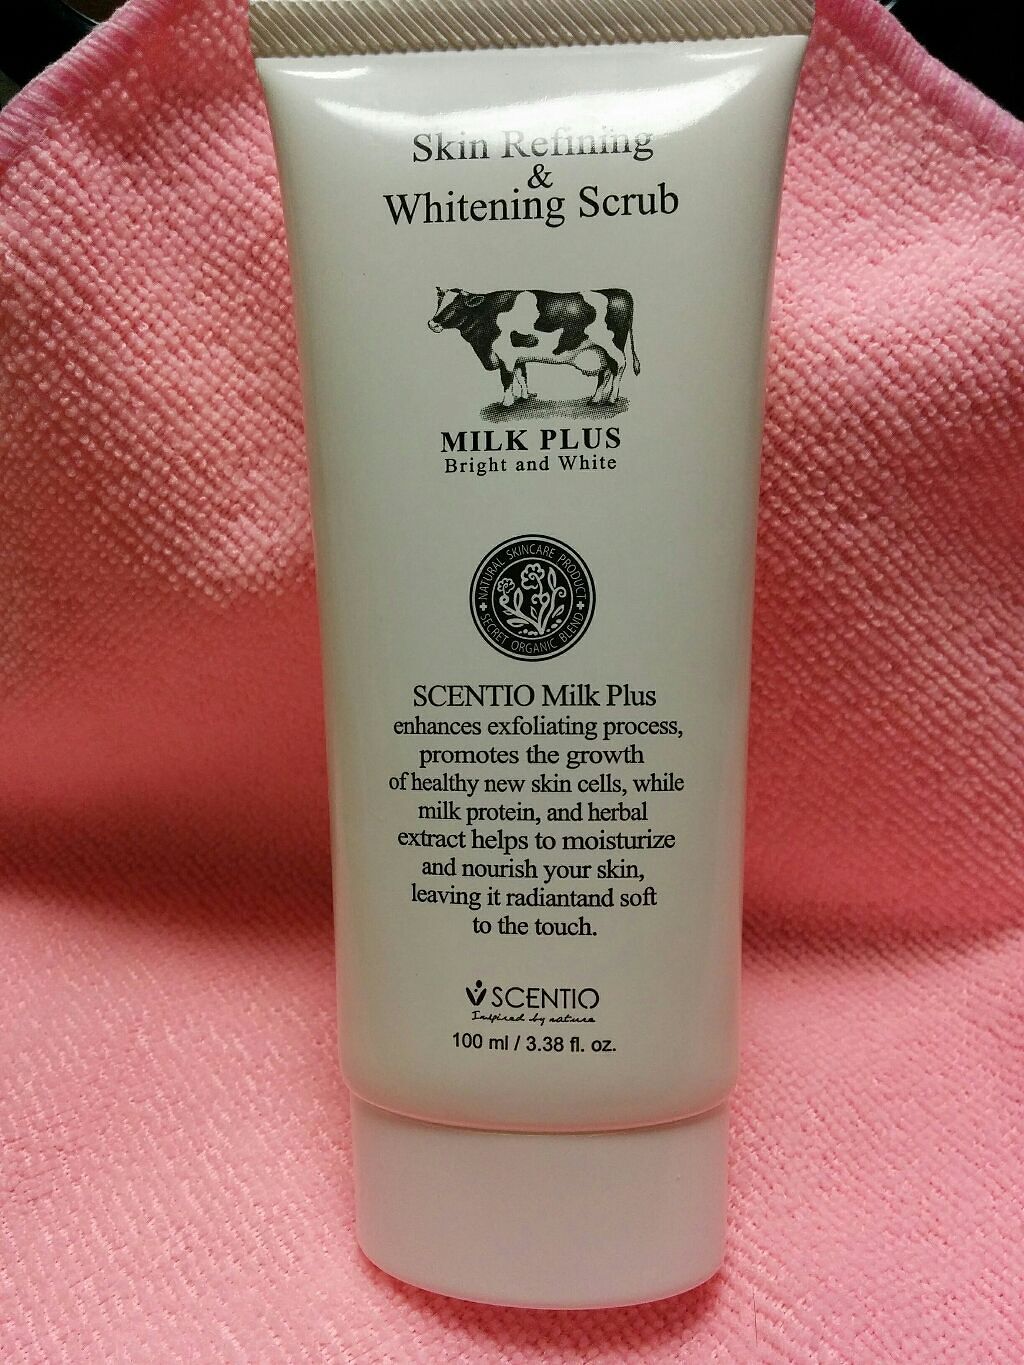 Skin Refining
&
Whitening Scrub
MILK PLUS
Bright and White
NATURAL SKINCARE PRODUCT
SECRET ORGANIC BLEND
SCENTIO Milk Plus
enhances exfoliating process,
promotes the growth
of healthy new skin cells, while
milk protein, and herbal
extract helps to moisturize
and nourish your skin,
leaving it radiantand soft
to the touch.
SCENTIO
Inspired by nature
100 ml / 3.38 fl. oz.